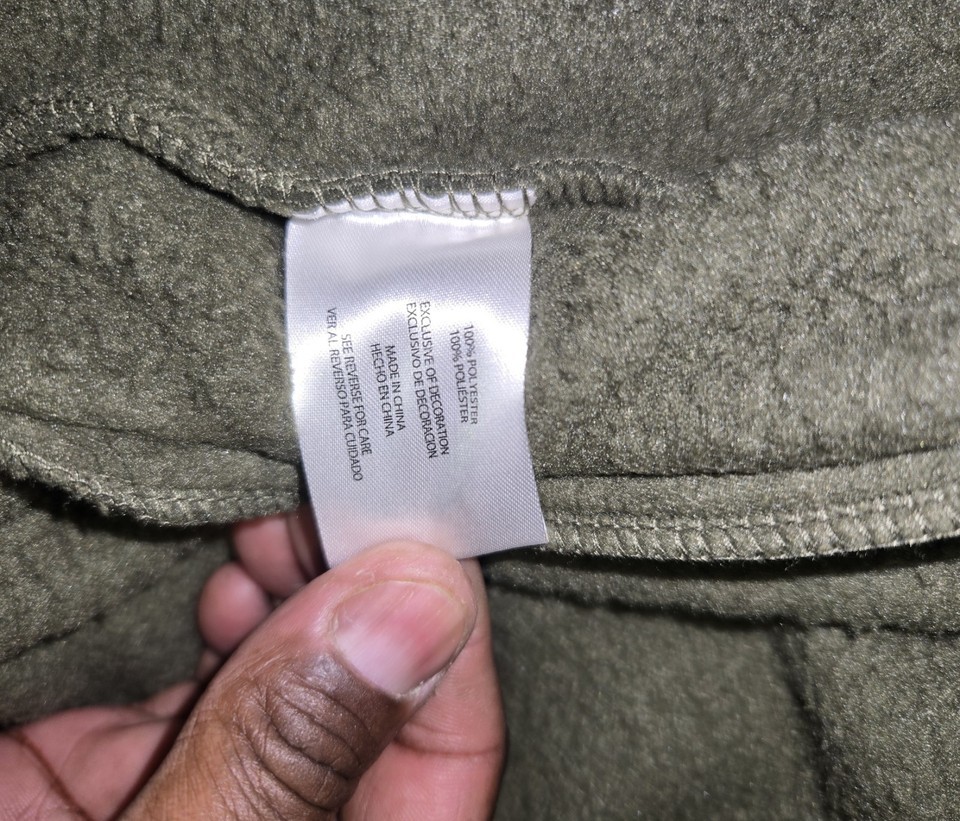 100% POLYESTER
100% POLIÉSTER
EXCLUSIVE OF DECORATION
EXCLUSIVO DE DECORACION
MADE IN CHINA
HECHO EN CHINA
SEE REVERSE FOR CARE
VER AL REVERSO PARA CUIDADO